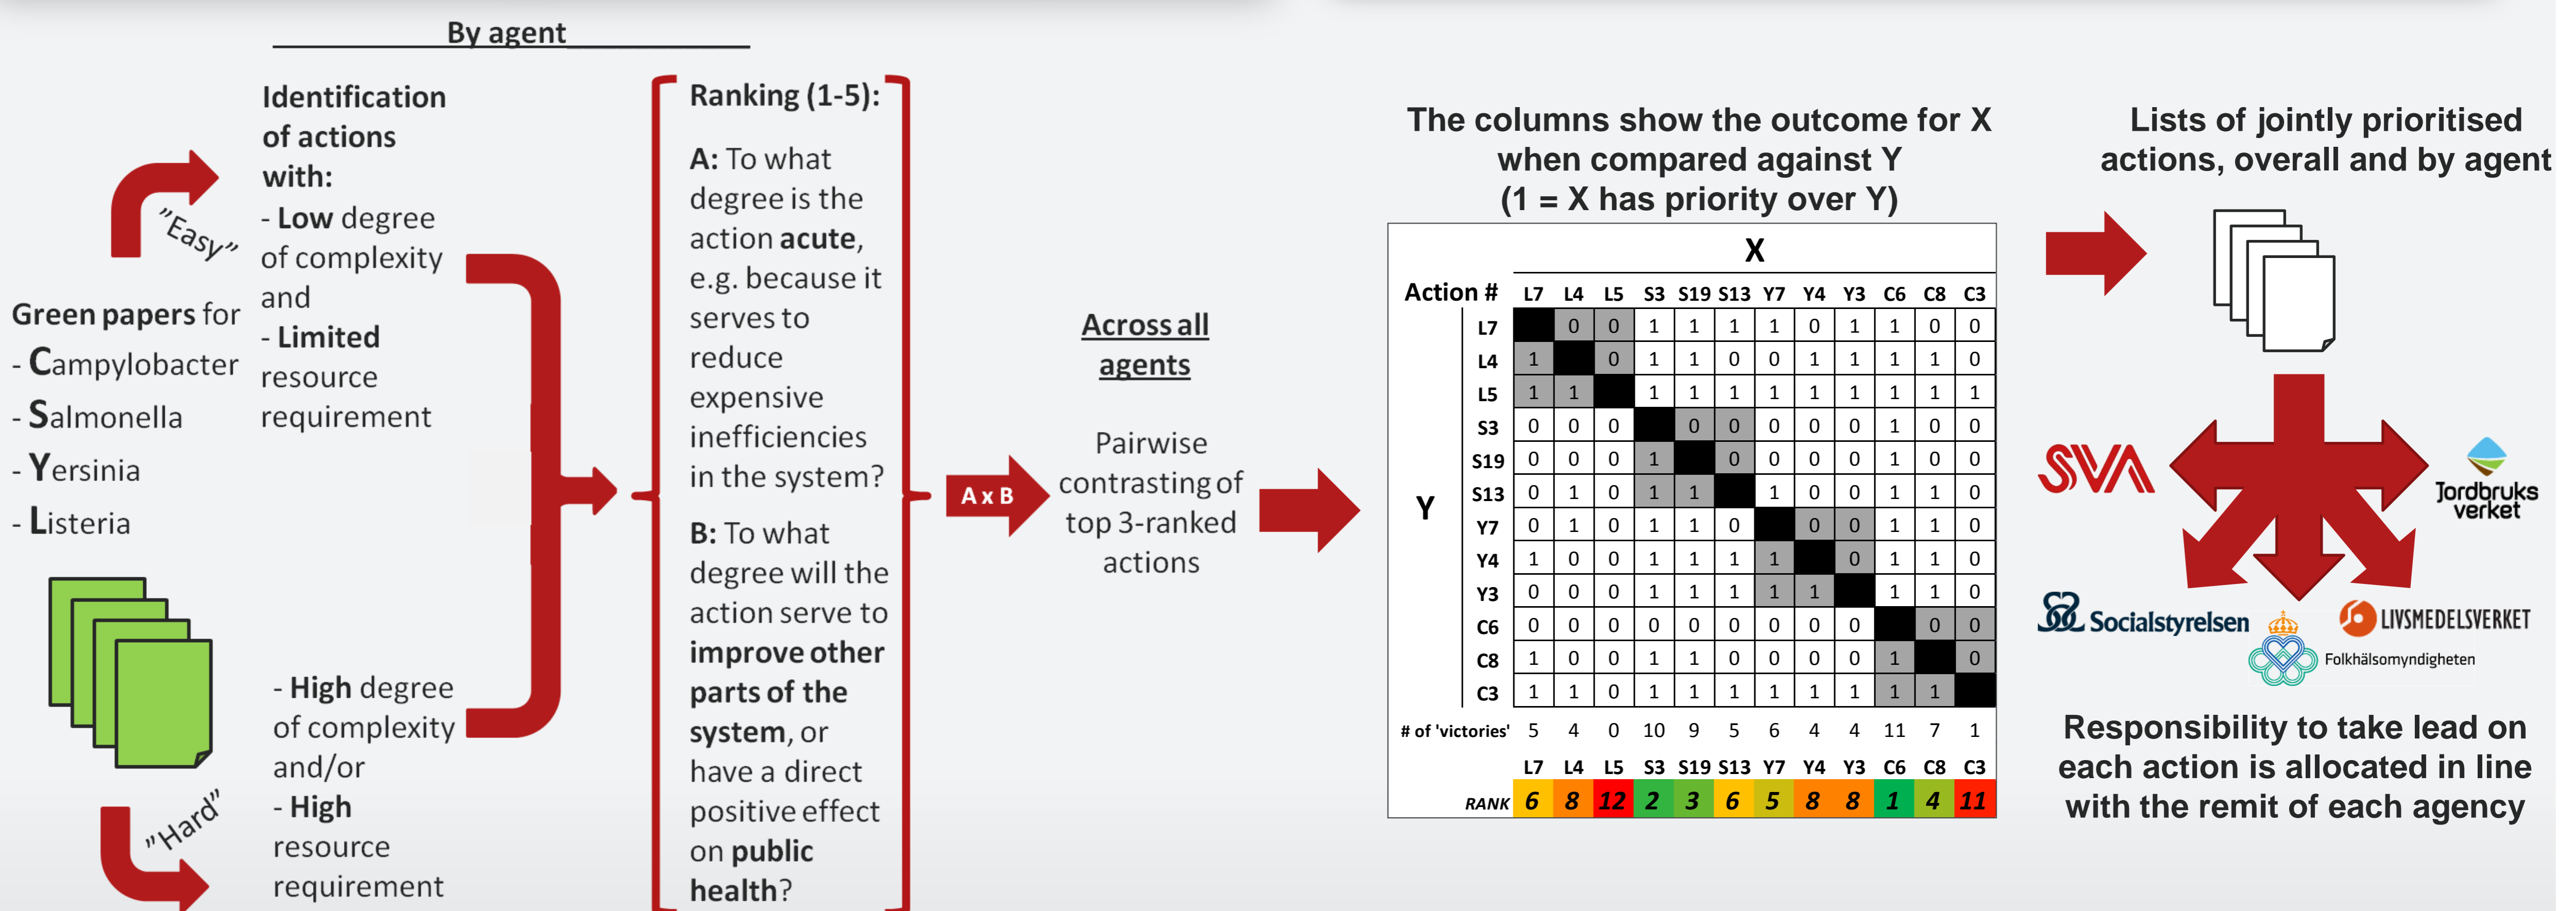 By agent
Identification
of actions
with:
- Low degree
of complexity
and
- Limited
resource
requirement
"Easy"
Green papers for
- Campylobacter
- Salmonella
- Yersinia
- Listeria
"Hard"
- High degree
of complexity
and/or
- High
resource
requirement
Ranking (1-5):
A: To what
degree is the
action acute,
e.g. because it
serves to
reduce
expensive
inefficiencies
in the system?
B: To what
degree will the
action serve to
improve other
parts of the
system, or
have a direct
positive effect
on public
health?
A x B
Across all
agents
Pairwise
contrasting of
top 3-ranked
actions
The columns show the outcome for X
when compared against Y
(1 = X has priority over Y)
X
Action # L7 L4 L5 S3 S19 S13 Y7 Y4 Y3 C6 C8 C3
Y
L7 0 0 1 1 1 1 0 1 1 0 0
L4 1 0 1 1 0 0 1 1 1 1 0
L5 1 1 1 1 1 1 1 1 1 1 1
S3 0 0 0 0 0 0 0 0 1 0 0
S19 0 0 0 1 0 0 0 0 1 0 0
S13 0 1 0 1 1 1 0 0 1 1 0
Y7 0 1 0 1 1 0 0 0 1 1 0
Y4 1 0 0 1 1 1 1 0 1 1 0
Y3 0 0 0 1 1 1 1 1 1 1 0
C6 0 0 0 0 0 0 0 0 0 0 0
C8 1 0 0 1 1 0 0 0 0 1 0
C3 1 1 0 1 1 1 1 1 1 1 1
# of 'victories' 5 4 0 10 9 5 6 4 4 11 7 1
L7 L4 L5 S3 S19 S13 Y7 Y4 Y3 C6 C8 C3
RANK 6 8 12 2 3 6 5 8 8 1 4 11
Lists of jointly prioritised
actions, overall and by agent
SVA
Jordbruks
verket
Socialstyrelsen
LIVSMEDELSVERKET
Folkhälsomyndigheten
Responsibility to take lead on
each action is allocated in line
with the remit of each agency